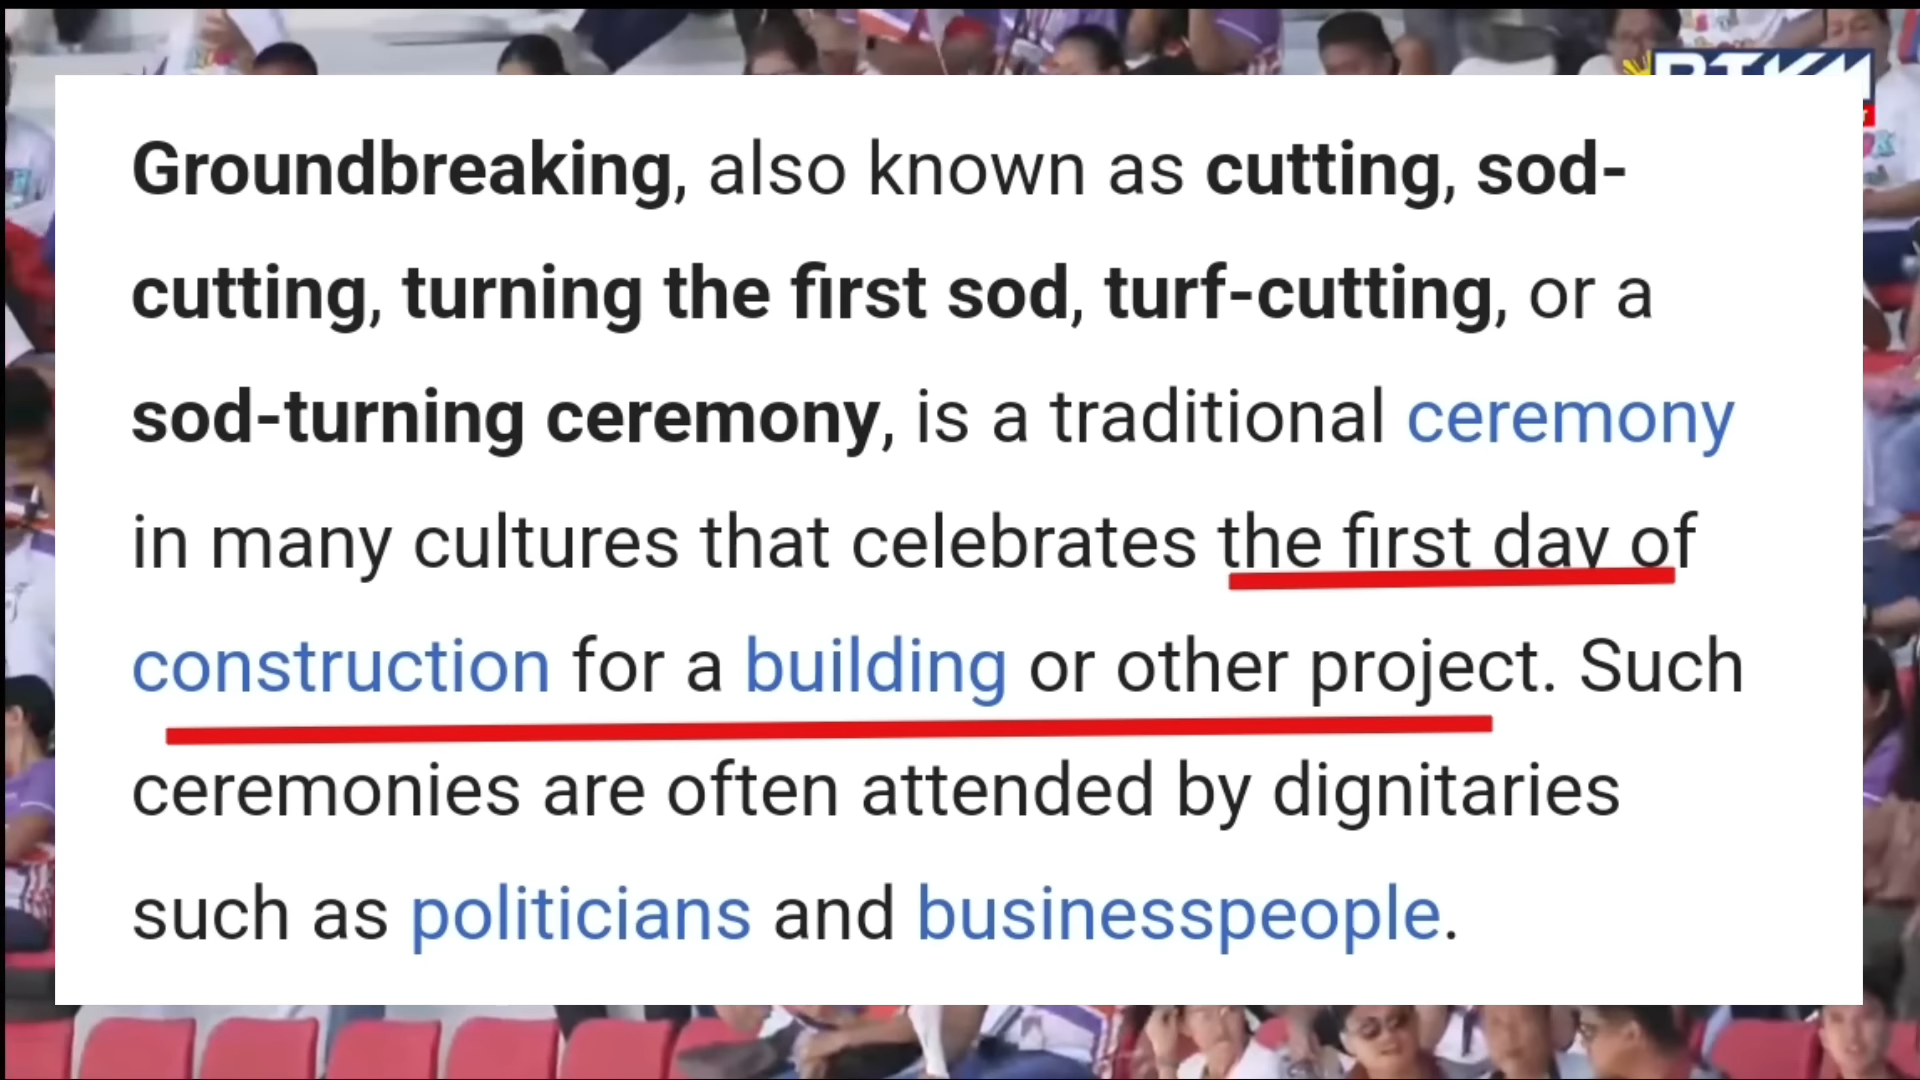 Groundbreaking, also known as cutting, sod-
cutting, turning the first sod, turf-cutting, or a
sod-turning ceremony, is a traditional ceremony
in many cultures that celebrates the first day of
construction for a building or other project. Such
ceremonies are often attended by dignitaries
such as politicians and businesspeople.